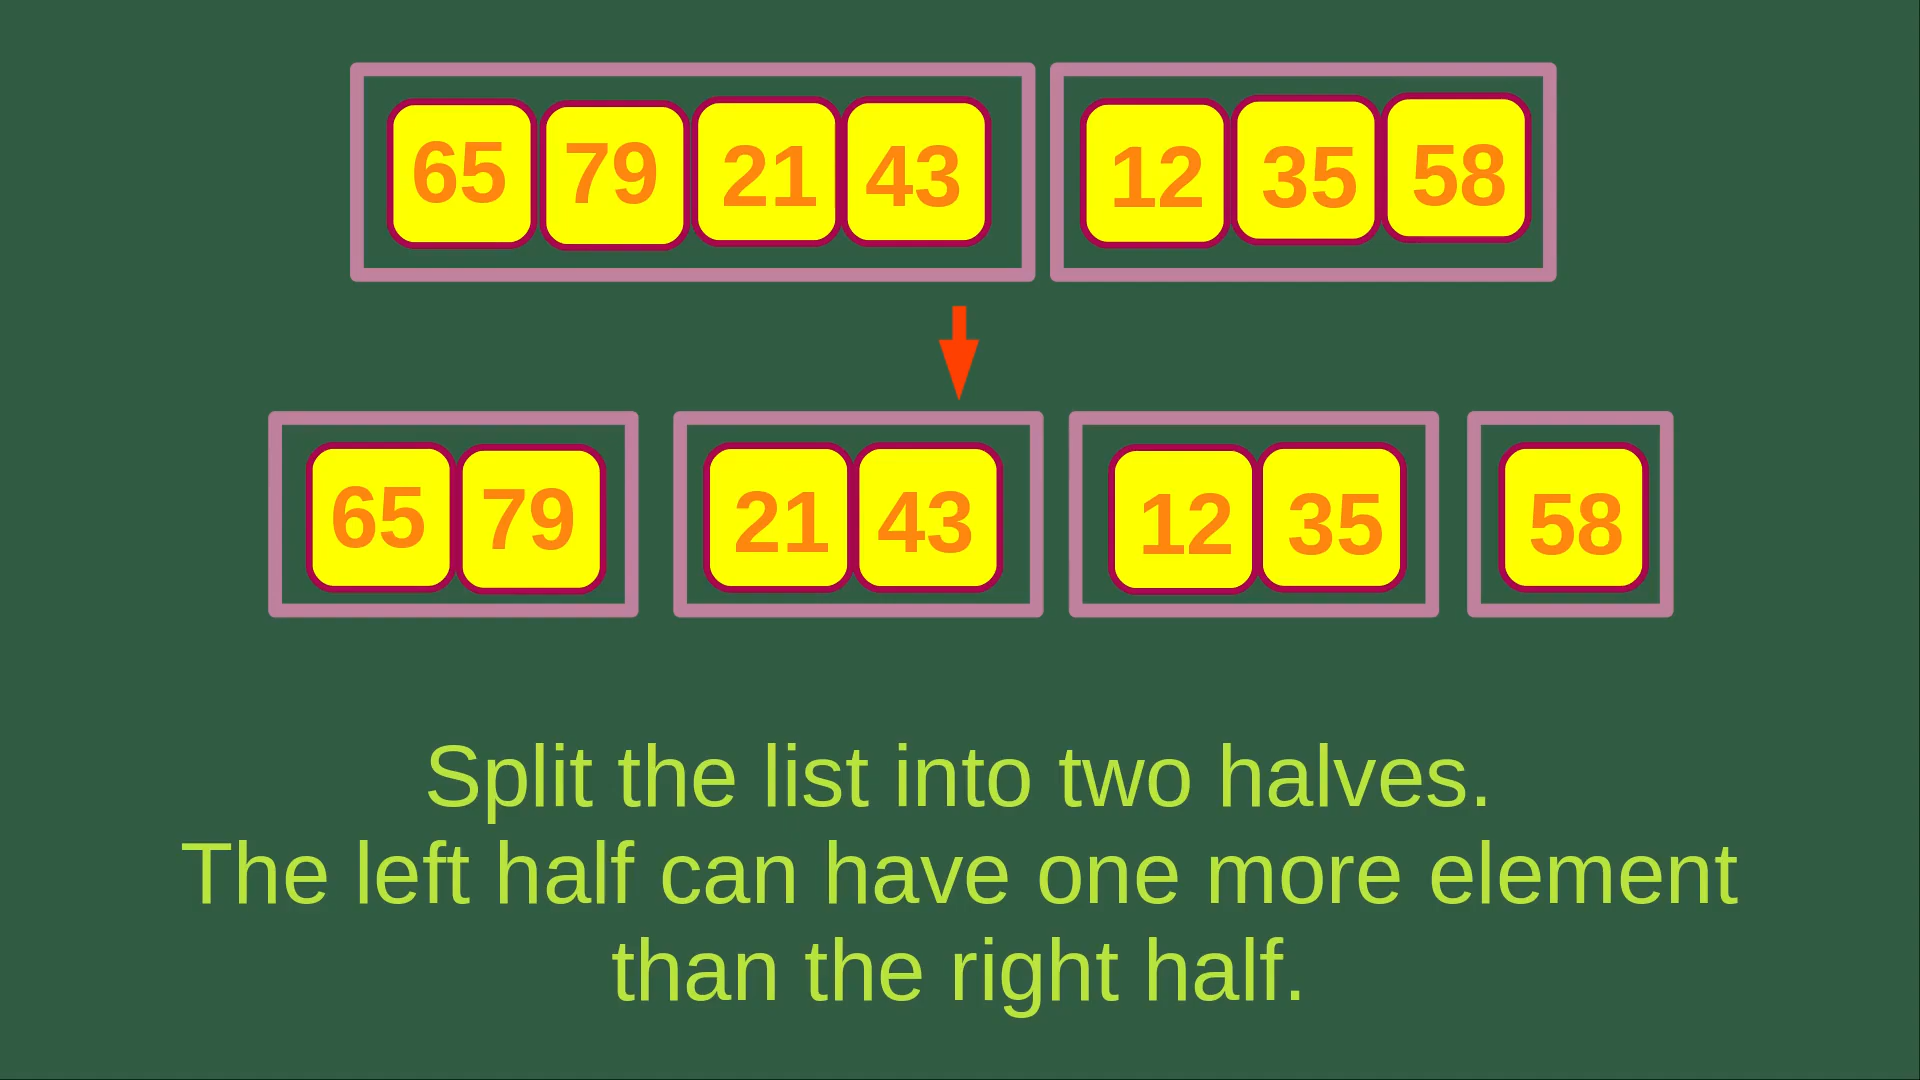 65 79 21 43 12 35 58
65 79 21 43 12 35 58
Split the list into two halves.
The left half can have one more element
than the right half.